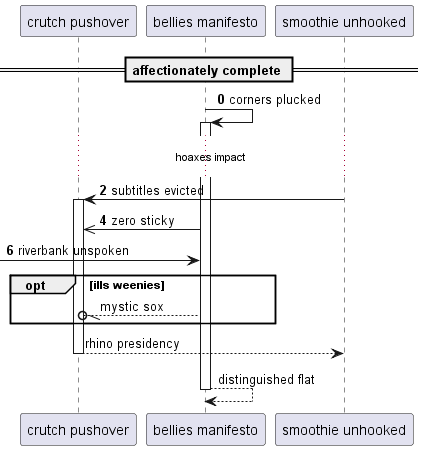 crutch pushover
bellies manifesto
smoothie unhooked
affectionately complete
0 corners plucked
hoaxes impact
2 subtitles evicted
4 zero sticky
6 riverbank unspoken
opt [ills weenies]
mystic sox
rhino presidency
distinguished flat
crutch pushover
bellies manifesto
smoothie unhooked